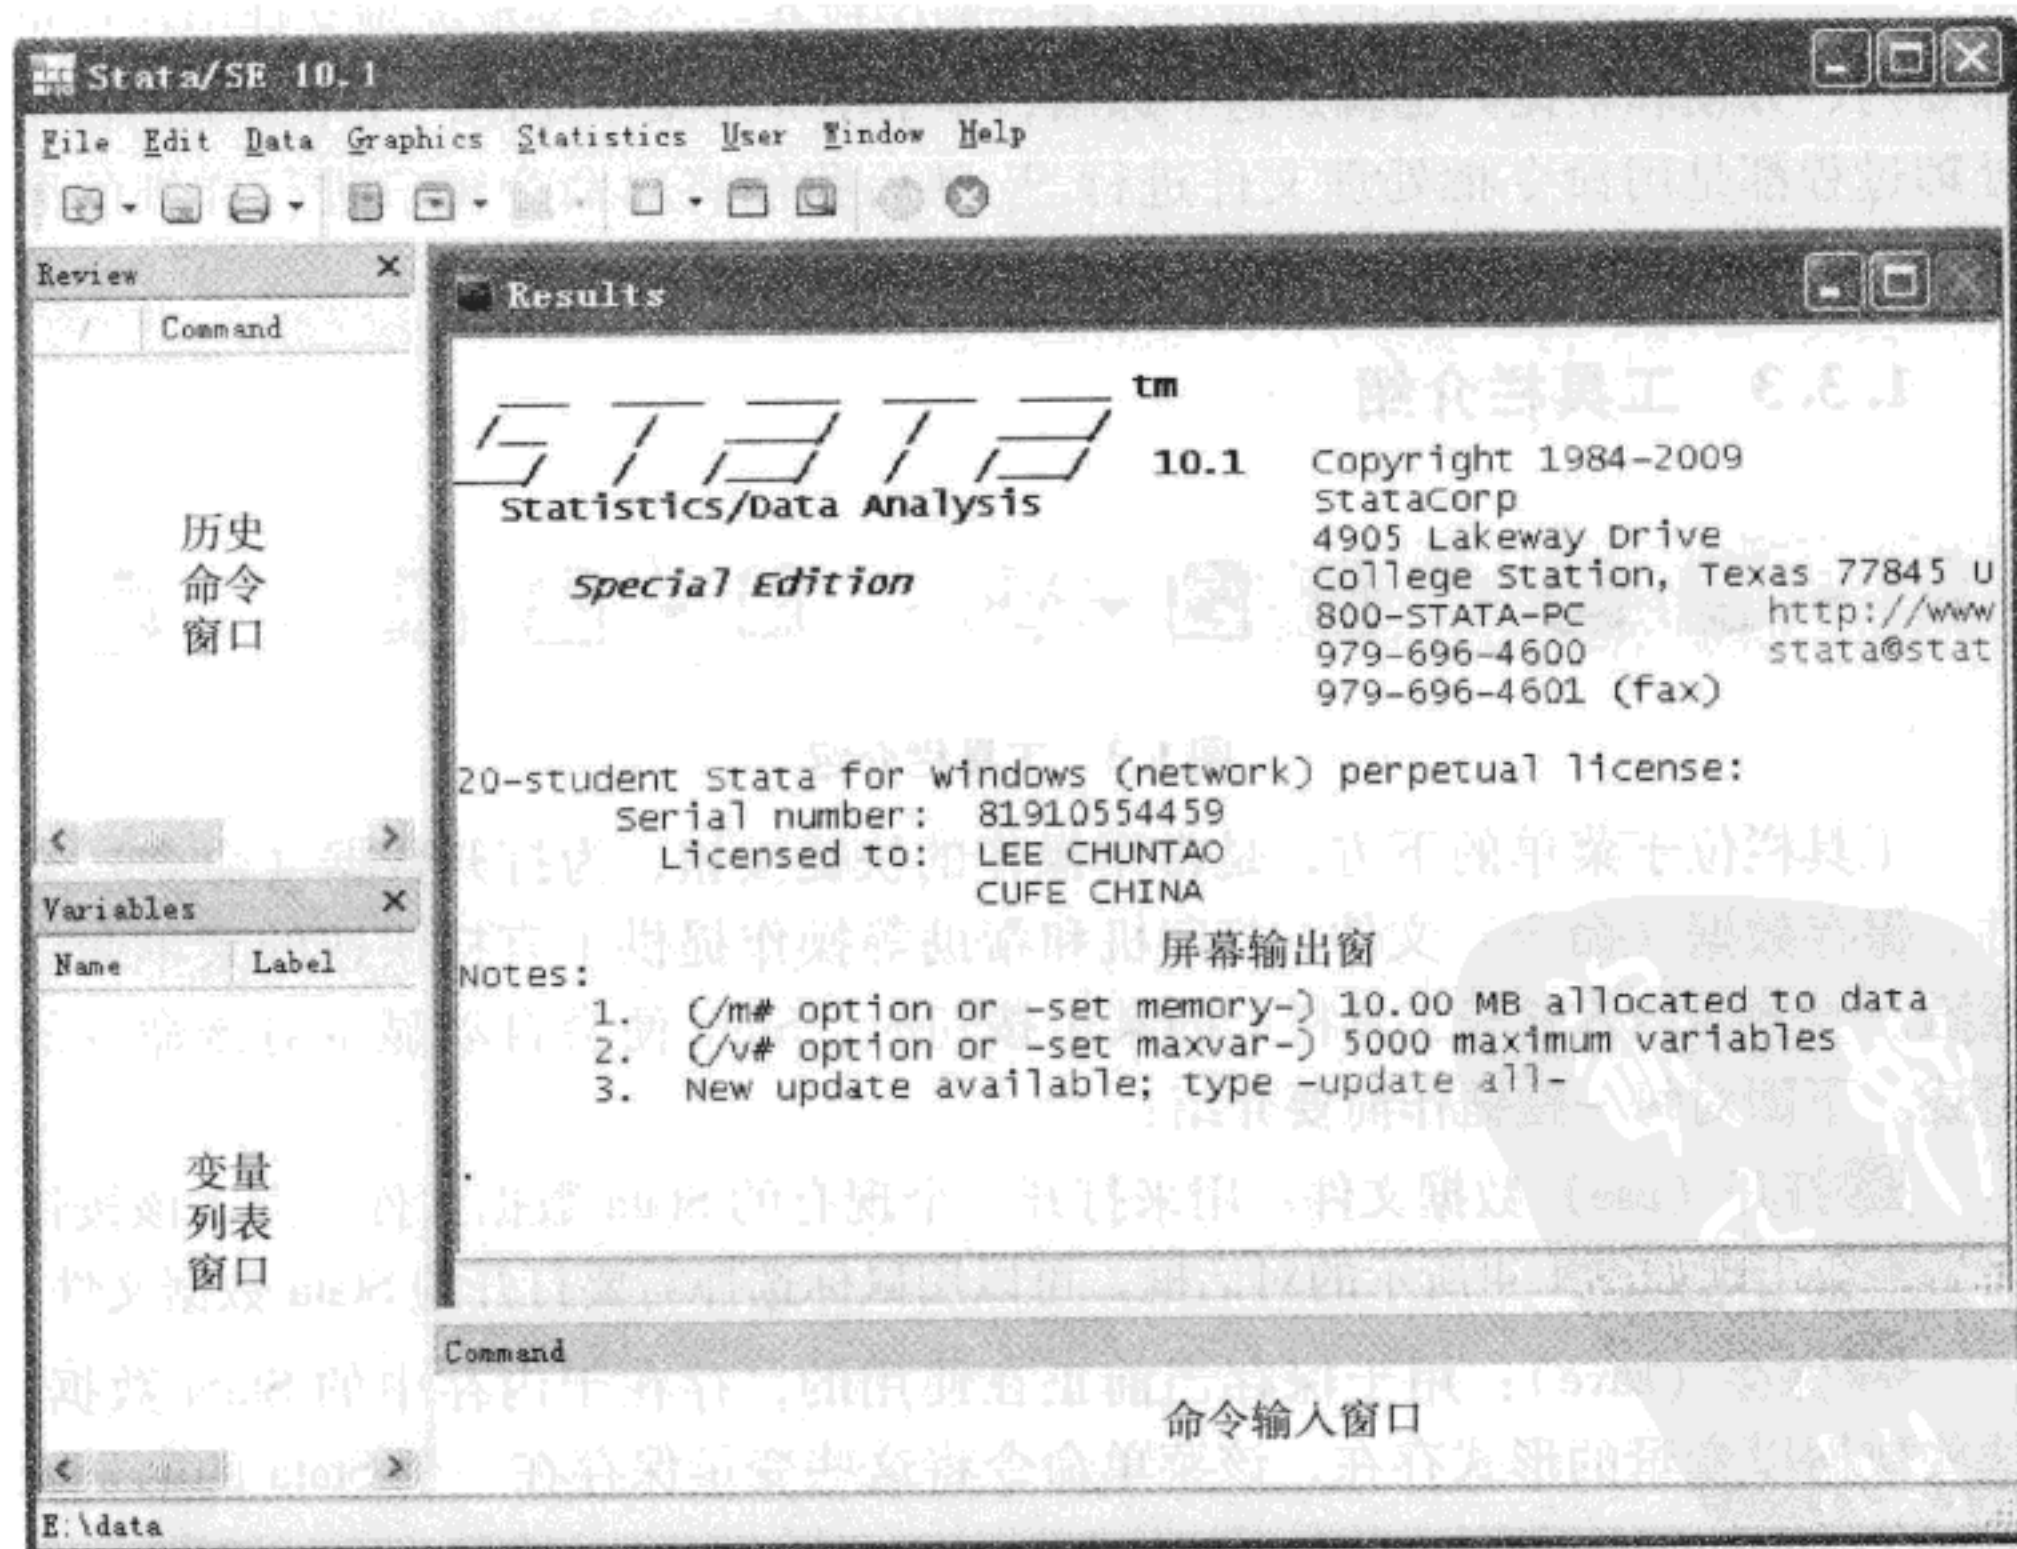 Stata/SE 10.1
File Edit Data Graphics Statistics User Window Help
Review
Command
历史
命令
窗口
Variables
Name Label
变量
列表
窗口
Results
STATA tm
Statistics/Data Analysis
Special Edition
10.1 Copyright 1984-2009
StataCorp
4905 Lakeway Drive
College Station, Texas 77845 U
800-STATA-PC http://www
979-696-4600 stata@stat
979-696-4601 (fax)
20-student Stata for Windows (network) perpetual license:
Serial number: 81910554459
Licensed to: LEE CHUNTAO
CUFE CHINA
屏幕输出窗
Notes:
1. (/m# option or -set memory-) 10.00 MB allocated to data
2. (/v# option or -set maxvar-) 5000 maximum variables
3. New update available; type -update all-
.
Command
命令输入窗口
E:\data